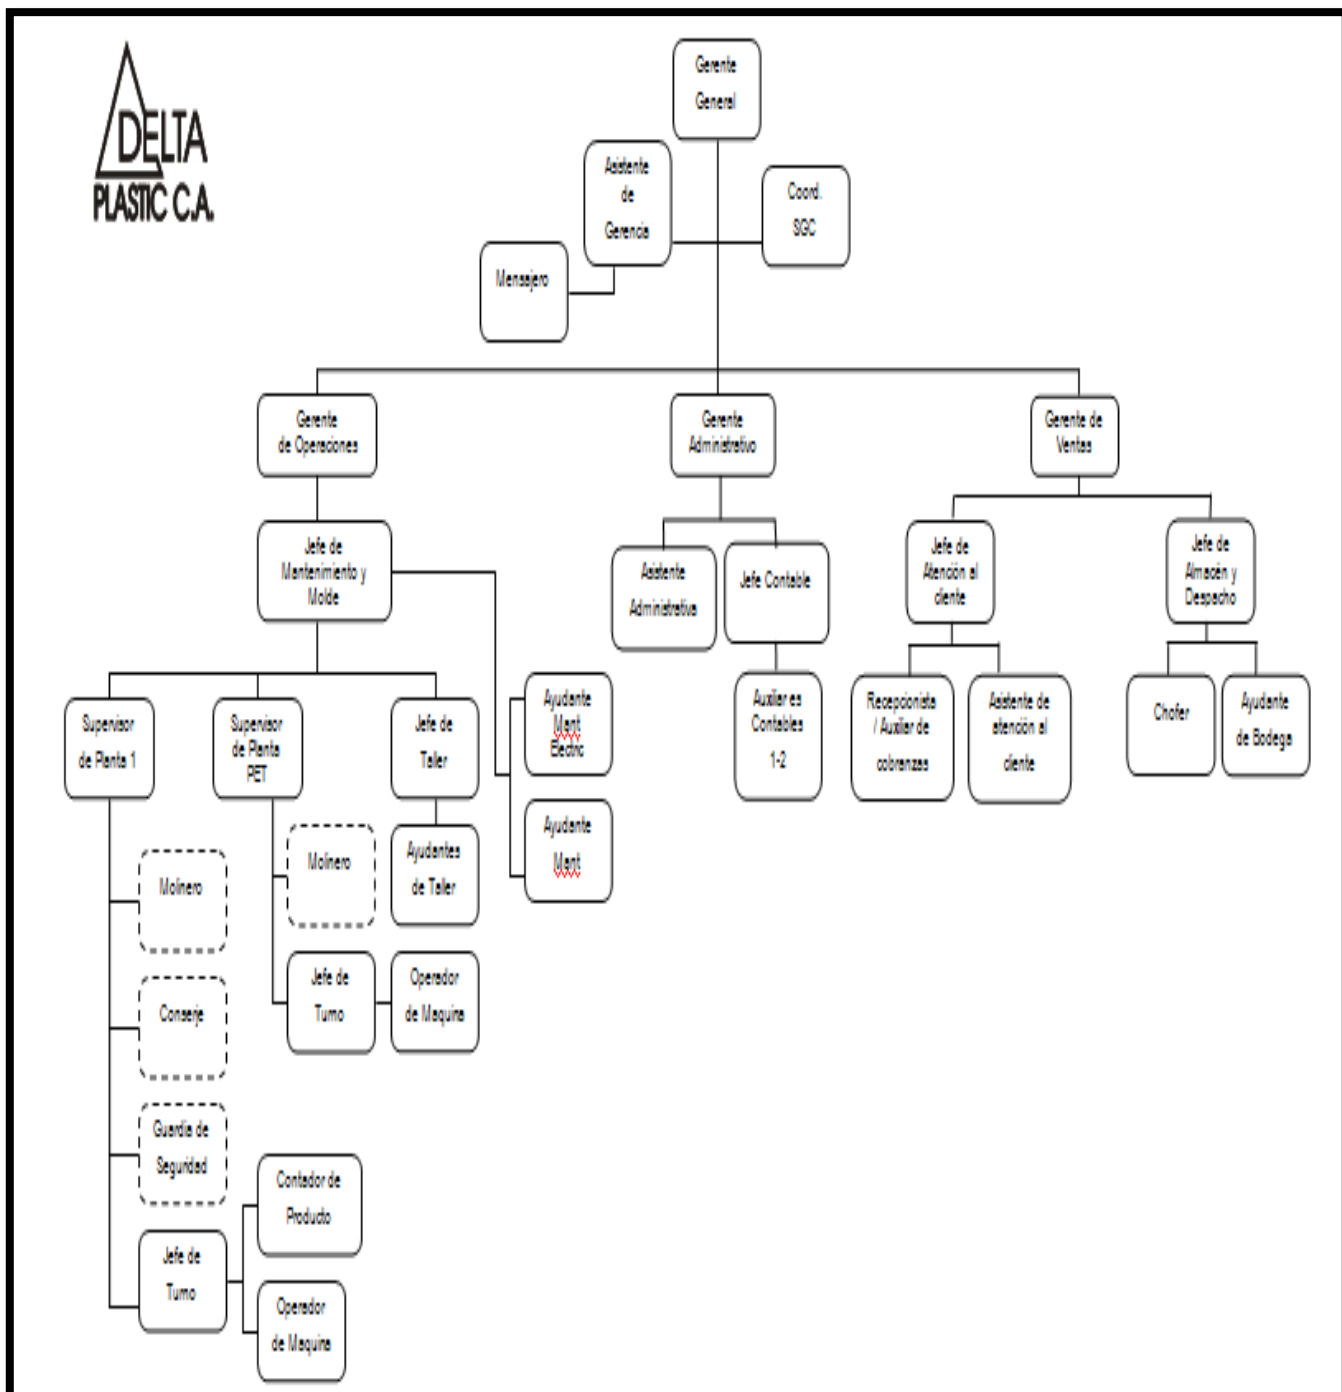 DELTA
PLASTIC C.A.
Gerente
General
Asistente
de
Gerencia
Coord.
SGC
Mensajero
Gerente
de Operaciones
Gerente
Administrativo
Gerente de
Ventas
Jefe de
Mantenimiento y
Molde
Asistente
Administrativa
Jefe Contable
Jefe de
Atención al
cliente
Jefe de
Almacén y
Despacho
Supervisor
de Planta 1
Supervisor
de Planta
PET
Jefe de
Taller
Ayudante
Mant
Electric
Auxiliar es
Contables
1-2
Recepcionista
/ Auxiliar de
cobranzas
Asistente de
atención al
cliente
Chofer
Ayudante
de Bodega
Molinero
Molinero
Ayudantes
de Taller
Ayudante
Mant
Conserje
Jefe de
Turno
Operador
de Maquina
Guardia de
Seguridad
Contador de
Producto
Jefe de
Turno
Operador
de Maquina